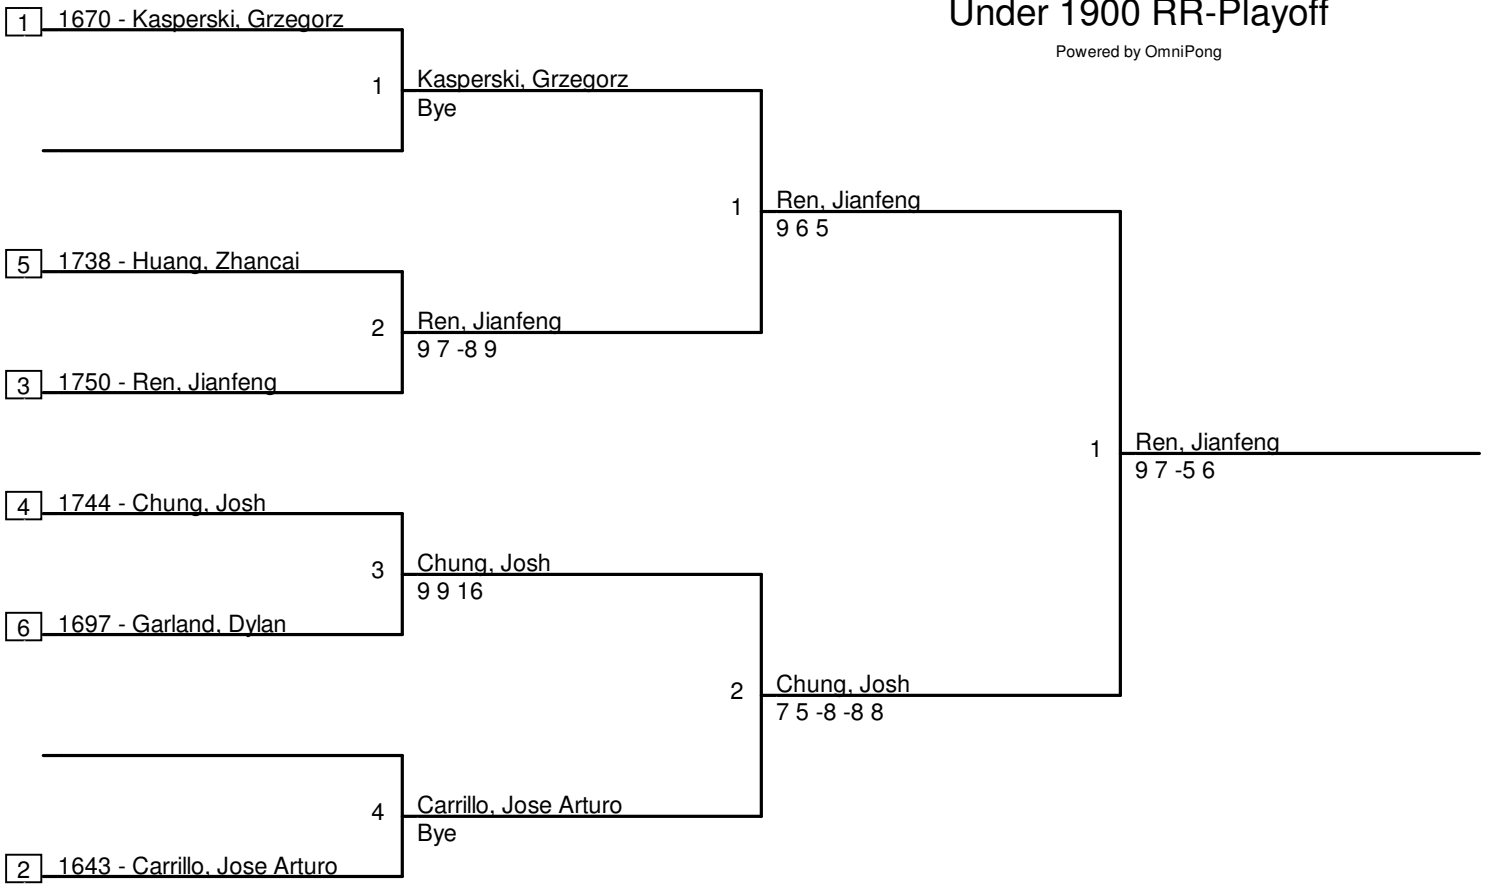 Under 1900 RR-Playoff
Powered by OmniPong
1 1670 - Kasperski, Grzegorz
1 Kasperski, Grzegorz
Bye
1 Ren, Jianfeng
9 6 5
5 1738 - Huang, Zhancai
2 Ren, Jianfeng
9 7 -8 9
3 1750 - Ren, Jianfeng
1 Ren, Jianfeng
9 7 -5 6
4 1744 - Chung, Josh
3 Chung, Josh
9 9 16
6 1697 - Garland, Dylan
2 Chung, Josh
7 5 -8 -8 8
4 Carrillo, Jose Arturo
Bye
2 1643 - Carrillo, Jose Arturo